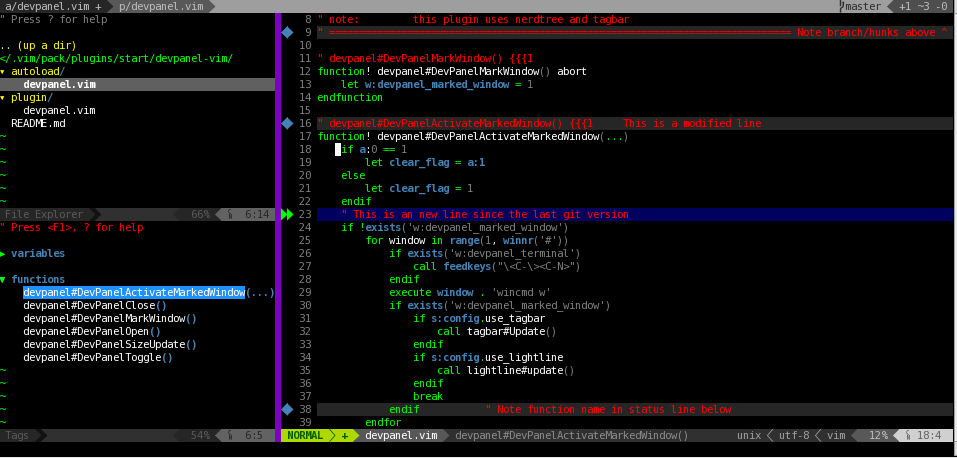 a/devpanel.vim + p/devpanel.vim master +1 ~3 -0
" Press ? for help
.. (up a dir)
</.vim/pack/plugins/start/devpanel-vim/
▾ autoload/
devpanel.vim
▾ plugin/
devpanel.vim
README.md
~
~
~
~
~
~
File Explorer 66% 6:14
" Press <F1>, ? for help
▸ variables
▼ functions
devpanel#DevPanelActivateMarkedWindow(...)
devpanel#DevPanelClose()
devpanel#DevPanelMarkWindow()
devpanel#DevPanelOpen()
devpanel#DevPanelSizeUpdate()
devpanel#DevPanelToggle()
~
~
~
~
~
Tags 54% 6:5
8 " note: this plugin uses nerdtree and tagbar
9 " ============================================================================= Note branch/hunks above ^
10
11 " devpanel#DevPanelMarkWindow() {{{1
12 function! devpanel#DevPanelMarkWindow() abort
13 let w:devpanel_marked_window = 1
14 endfunction
15
16 " devpanel#DevPanelActivateMarkedWindow() {{{1 This is a modified line
17 function! devpanel#DevPanelActivateMarkedWindow(...)
18 if a:0 == 1
19 let clear_flag = a:1
20 else
21 let clear_flag = 1
22 endif
23 " This is an new line since the last git version
24 if !exists('w:devpanel_marked_window')
25 for window in range(1, winnr('#'))
26 if exists('w:devpanel_terminal')
27 call feedkeys("\<C-\><C-N>")
28 endif
29 execute window . 'wincmd w'
30 if exists('w:devpanel_marked_window')
31 if s:config.use_tagbar
32 call tagbar#Update()
33 endif
34 if s:config.use_lightline
35 call lightline#update()
36 endif
37 break
38 endif " Note function name in status line below
39 endfor
NORMAL + devpanel.vim devpanel#DevPanelActivateMarkedWindow() unix utf-8 vim 12% 18:4